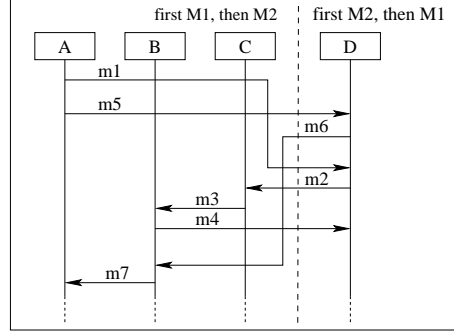 first M1, then M2
first M2, then M1
A
B
C
D
m1
m5
m6
m2
m3
m4
m7